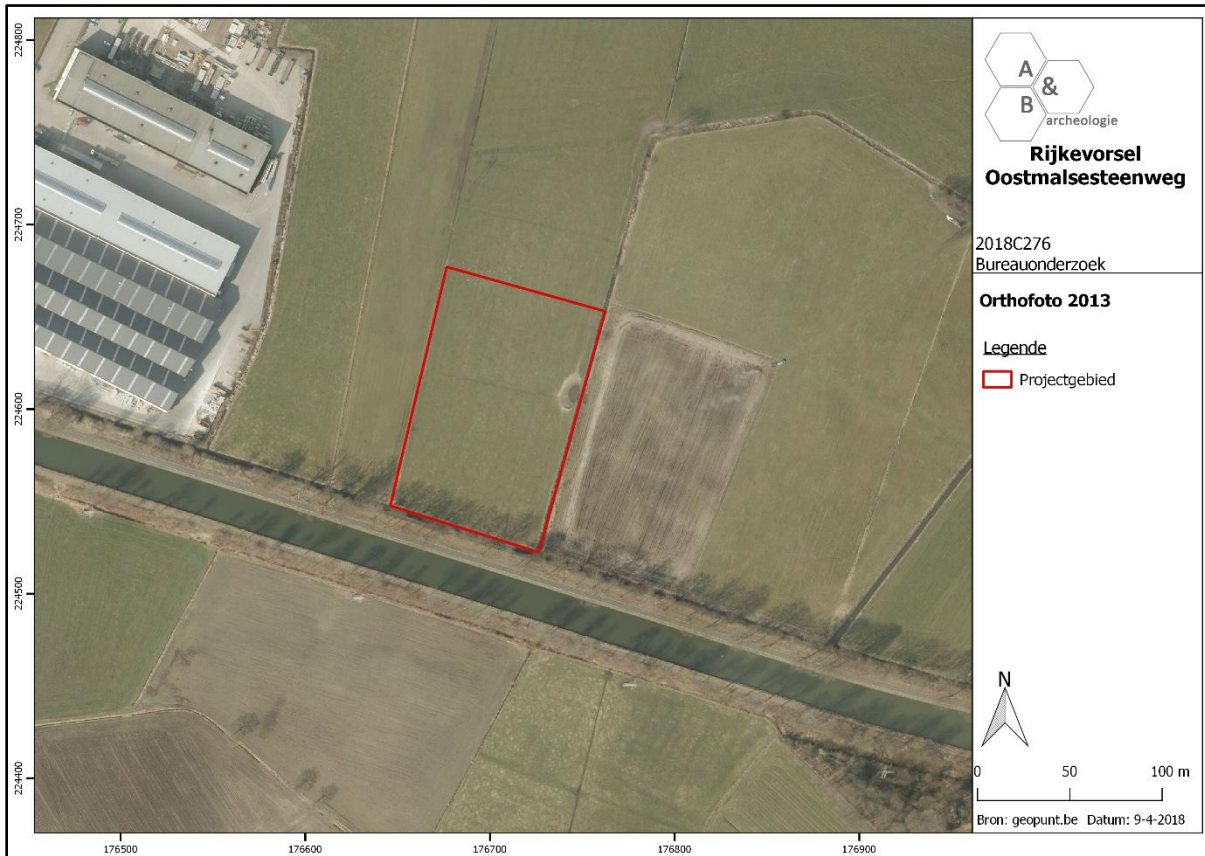 A
&
B
archeologie
Rijkevorsel
Oostmalsesteenweg
2018C276
Bureauonderzoek
Orthofoto 2013
Legende
Projectgebied
N
0 50 100 m
Bron: geopunt.be Datum: 9-4-2018
224800
224700
224600
224500
224400
176500 176600 176700 176800 176900